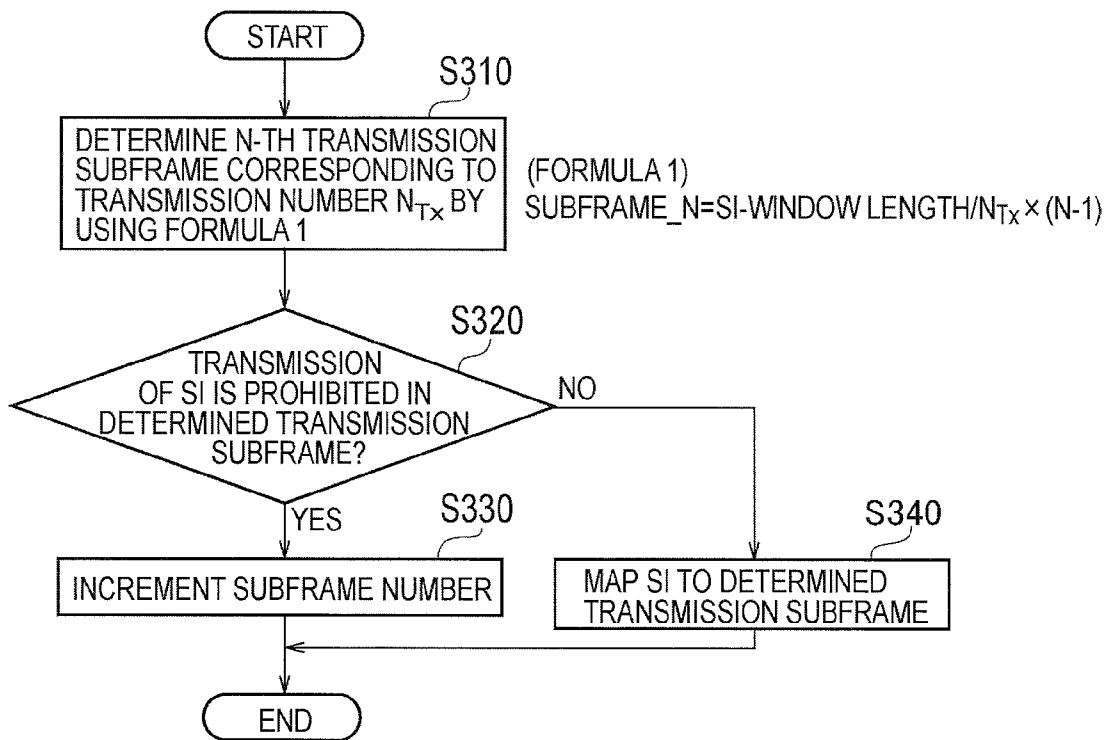 START
S310
DETERMINE N-TH TRANSMISSION
SUBFRAME CORRESPONDING TO
TRANSMISSION NUMBER NTx BY
USING FORMULA 1
(FORMULA 1)
SUBFRAME_N=SI-WINDOW LENGTH/NTx × (N-1)
S320
TRANSMISSION
OF SI IS PROHIBITED IN
DETERMINED TRANSMISSION
SUBFRAME?
NO
YES
S330
INCREMENT SUBFRAME NUMBER
S340
MAP SI TO DETERMINED
TRANSMISSION SUBFRAME
END